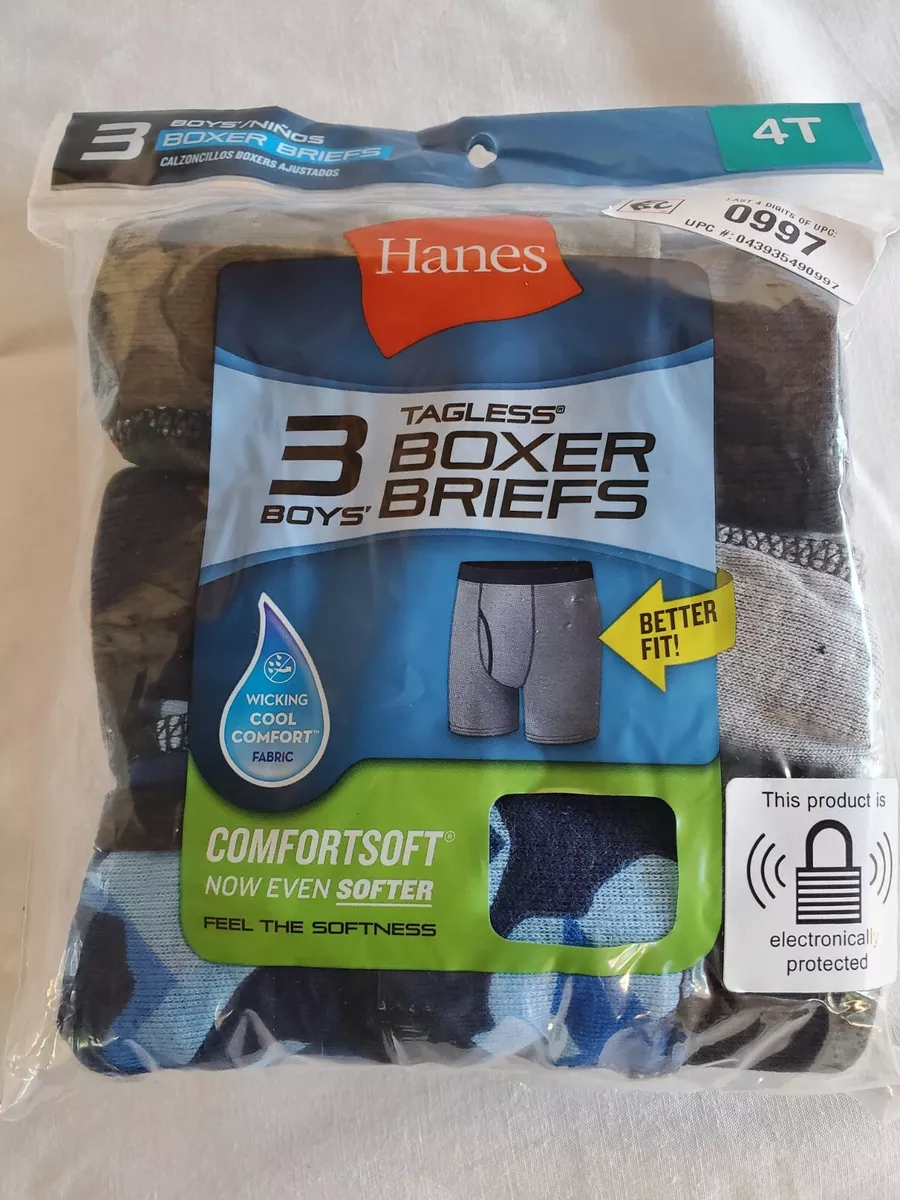 3
BOYS'/NIÑOS
BOXER BRIEFS
CALZONCILLOS BOXERS AJUSTADOS
4T
EC
LAST 4 DIGITS OF UPC:
0997
UPC #: 043935490997
Hanes
3
BOYS'
TAGLESS®
BOXER
BRIEFS
BETTER
FIT!
WICKING
COOL
COMFORT™
FABRIC
COMFORTSOFT®
NOW EVEN SOFTER
FEEL THE SOFTNESS
This product is
electronically
protected